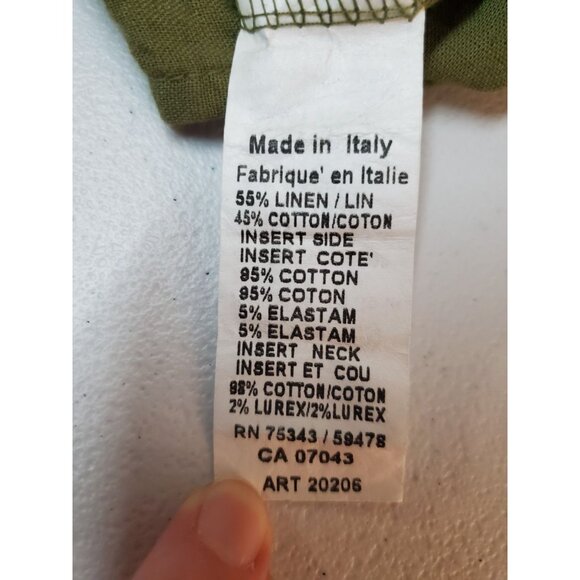 Made in Italy
Fabrique' en Italie
55% LINEN / LIN
45% COTTON/COTON
INSERT SIDE
INSERT COTE'
95% COTTON
95% COTON
5% ELASTAM
5% ELASTAM
INSERT NECK
INSERT ET COU
98% COTTON/COTON
2% LUREX/2% LUREX
RN 75343 / 59478
CA 07043
ART 20206